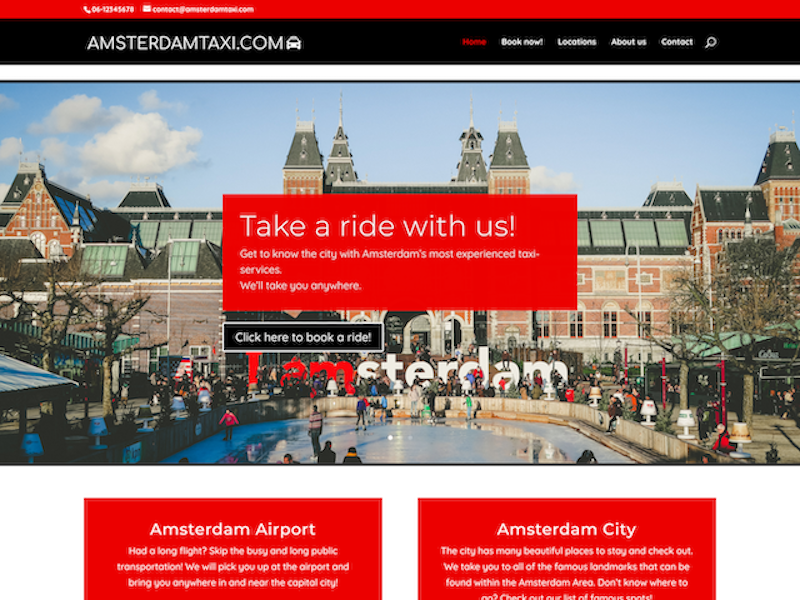 06-12345678 contact@amsterdamtaxi.com
AMSTERDAMTAXI.COM
Home Book now! Locations About us Contact
Take a ride with us!
Get to know the city with Amsterdam's most experienced taxi-
services.
We'll take you anywhere.
Click here to book a ride!
I amsterdam
Amsterdam Airport
Had a long flight? Skip the busy and long public
transportation! We will pick you up at the airport and
bring you anywhere in and near the capital city!
Amsterdam City
The city has many beautiful places to stay and check out.
We take you to all of the famous landmarks that can be
found within the Amsterdam Area. Don't know where to
go? Check out our list of famous spots!